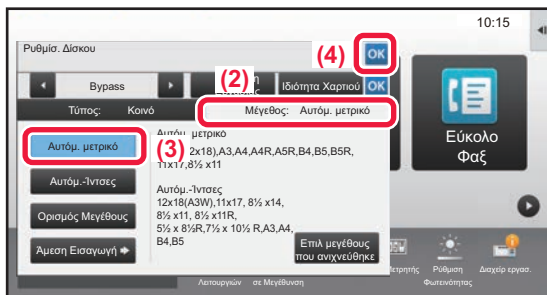 10:15
Ρυθμίσ. Δίσκου
(4)
OK
(2)
Bypass
Ιδιότητα Χαρτιού OK
Τύπος: Κοινό
Μέγεθος: Αυτόμ. μετρικό
Αυτόμ. μετρικό
(3)
Αυτόμ. μετρικό
2x18),A3,A4,A4R,A5R,B4,B5,B5R,
11x17,8½ x11
Αυτόμ.-Ίντσες
Αυτόμ.-Ίντσες
12x18(A3W),11x17, 8½ x14,
8½ x11, 8½ x11R,
5½ x 8½R,7½ x 10½ R,A3,A4,
B4,B5
Ορισμός Μεγέθους
Άμεση Εισαγωγή
Επιλ μεγέθους
που ανιχνεύθηκε
Εύκολο
Φαξ
Λειτουργιών σε Μεγέθυνση
Μετρητής
Ρύθμιση
Φωτεινότητας
Διαχείρ εργασ.